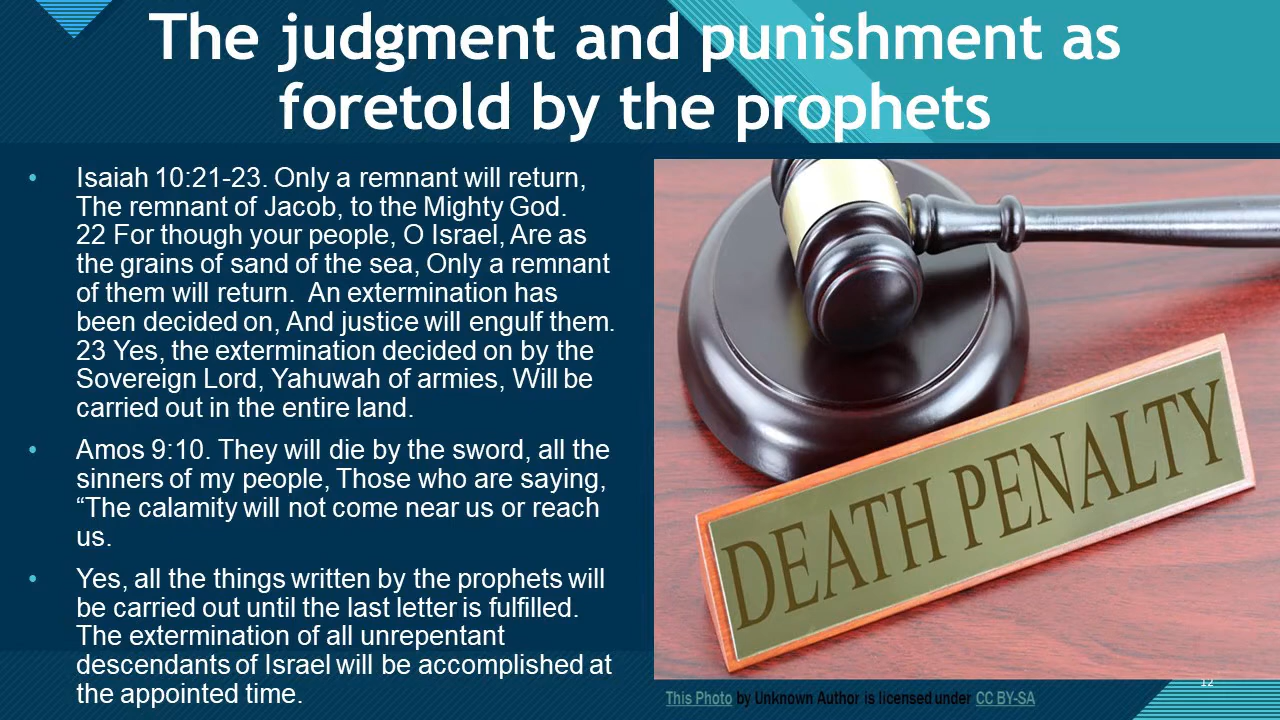 The judgment and punishment as
foretold by the prophets
• Isaiah 10:21-23. Only a remnant will return,
The remnant of Jacob, to the Mighty God.
22 For though your people, O Israel, Are as
the grains of sand of the sea, Only a remnant
of them will return.  An extermination has
been decided on, And justice will engulf them.
23 Yes, the extermination decided on by the
Sovereign Lord, Yahuwah of armies, Will be
carried out in the entire land.
• Amos 9:10. They will die by the sword, all the
sinners of my people, Those who are saying,
“The calamity will not come near us or reach
us.
• Yes, all the things written by the prophets will
be carried out until the last letter is fulfilled.
The extermination of all unrepentant
descendants of Israel will be accomplished at
the appointed time.
DEATH PENALTY
This Photo by Unknown Author is licensed under CC BY-SA
12